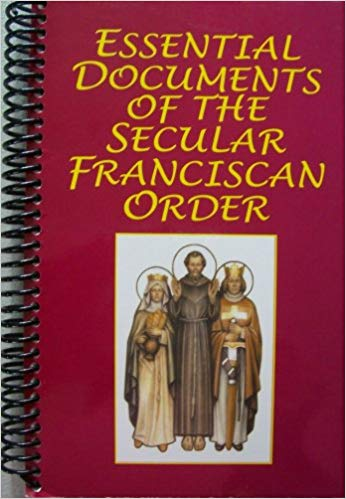 ESSENTIAL
DOCUMENTS
OF THE
SECULAR
FRANCISCAN
ORDER